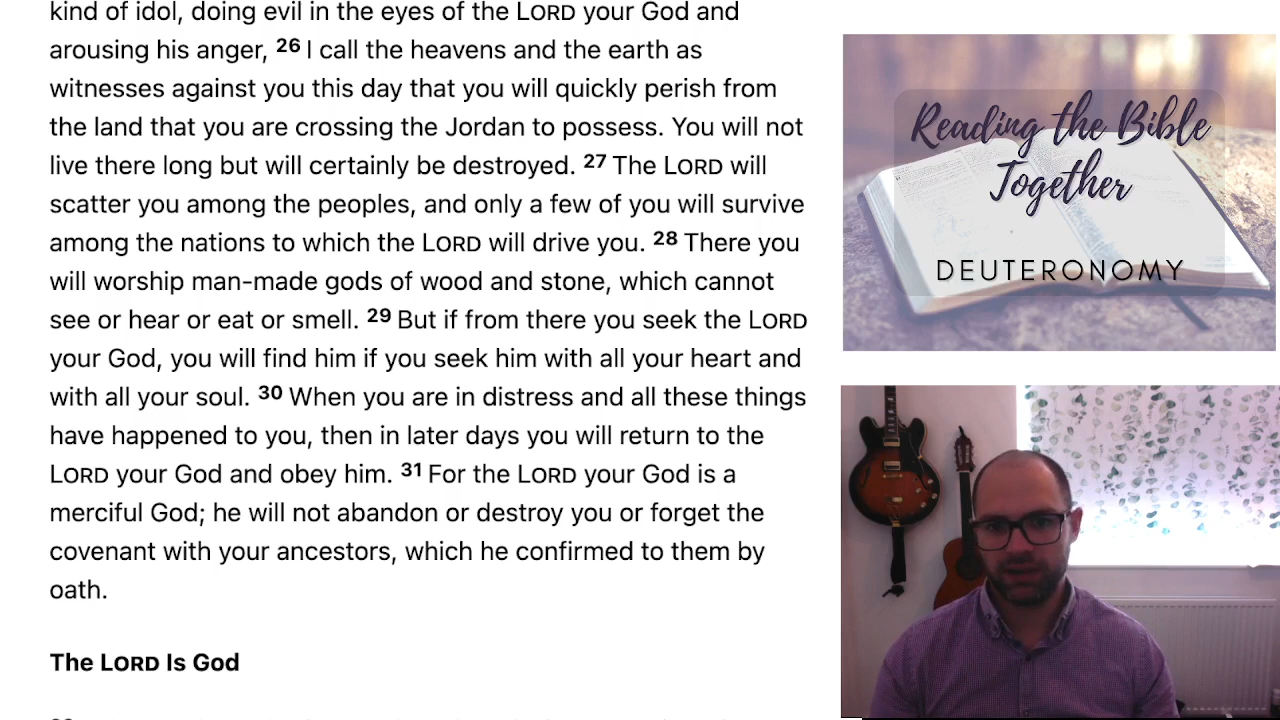 kind of idol, doing evil in the eyes of the LORD your God and
arousing his anger, 26 I call the heavens and the earth as
witnesses against you this day that you will quickly perish from
the land that you are crossing the Jordan to possess. You will not
live there long but will certainly be destroyed. 27 The LORD will
scatter you among the peoples, and only a few of you will survive
among the nations to which the LORD will drive you. 28 There you
will worship man-made gods of wood and stone, which cannot
see or hear or eat or smell. 29 But if from there you seek the LORD
your God, you will find him if you seek him with all your heart and
with all your soul. 30 When you are in distress and all these things
have happened to you, then in later days you will return to the
LORD your God and obey him. 31 For the LORD your God is a
merciful God; he will not abandon or destroy you or forget the
covenant with your ancestors, which he confirmed to them by
oath.
The LORD Is God
Reading the Bible
Together
DEUTERONOMY